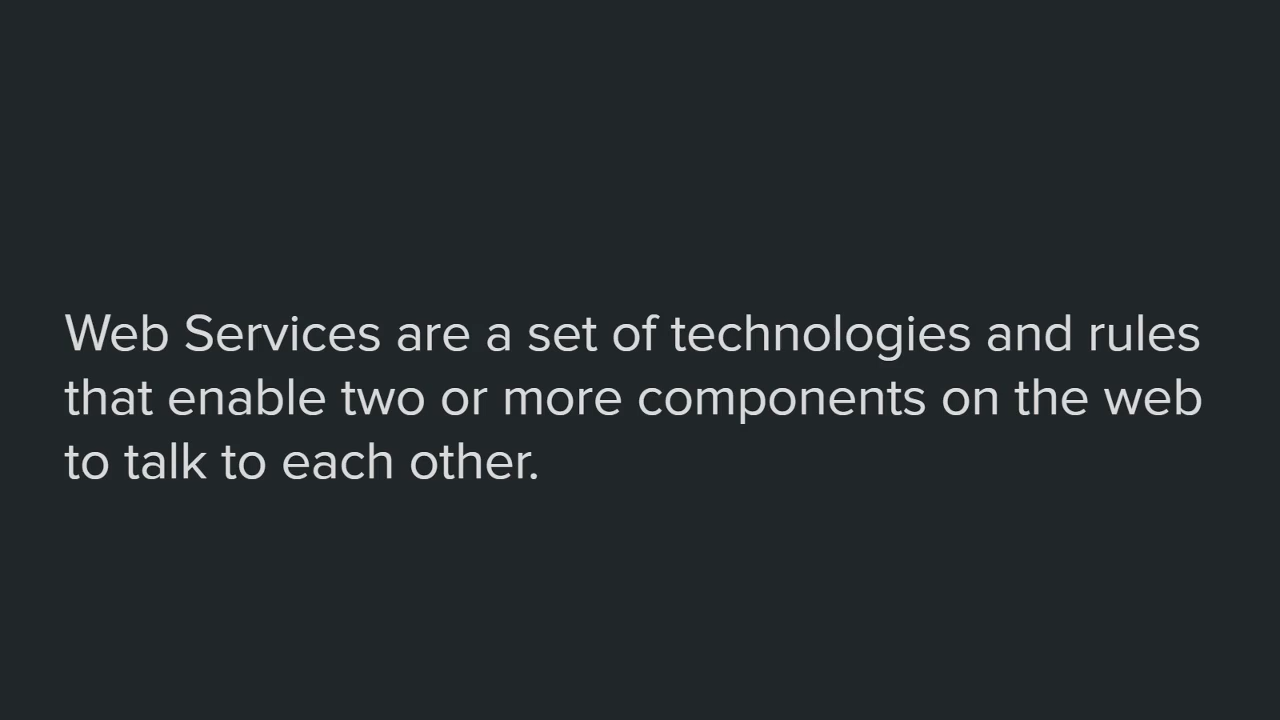 Web Services are a set of technologies and rules
that enable two or more components on the web
to talk to each other.